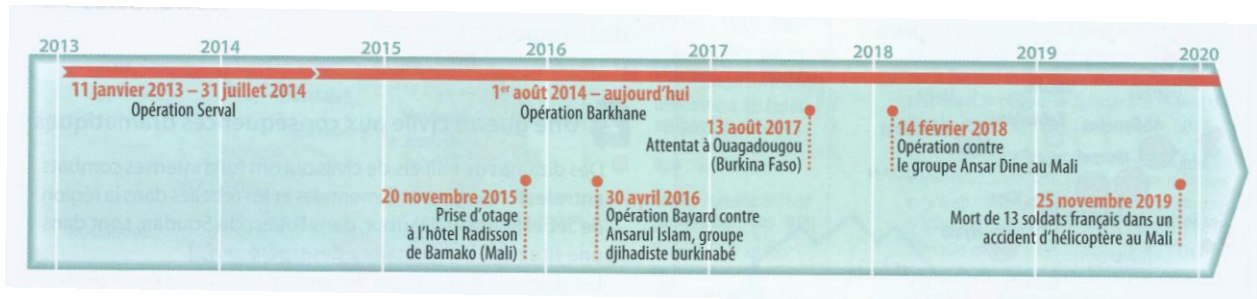 2013 2014 2015 2016 2017 2018 2019 2020
11 janvier 2013 – 31 juillet 2014
Opération Serval
1er août 2014 – aujourd'hui
Opération Barkhane
20 novembre 2015
Prise d'otage
à l'hôtel Radisson
de Bamako (Mali)
30 avril 2016
Opération Bayard contre
Ansarul Islam, groupe
djihadiste burkinabé
13 août 2017
Attentat à Ouagadougou
(Burkina Faso)
14 février 2018
Opération contre
le groupe Ansar Dine au Mali
25 novembre 2019
Mort de 13 soldats français dans un
accident d'hélicoptère au Mali